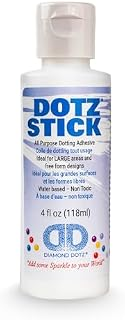 DOTZ®
STICK
All Purpose Dotting Adhesive
Colle de dotting tout usage
Ideal for LARGE areas and
free form designs
Idéal pour les grandes surfaces
et les formes libres
Water based – Non Toxic
À base d'eau – non toxique
4 fl oz (118ml)
DIAMOND DOTZ®
"Add some Sparkle to your World"